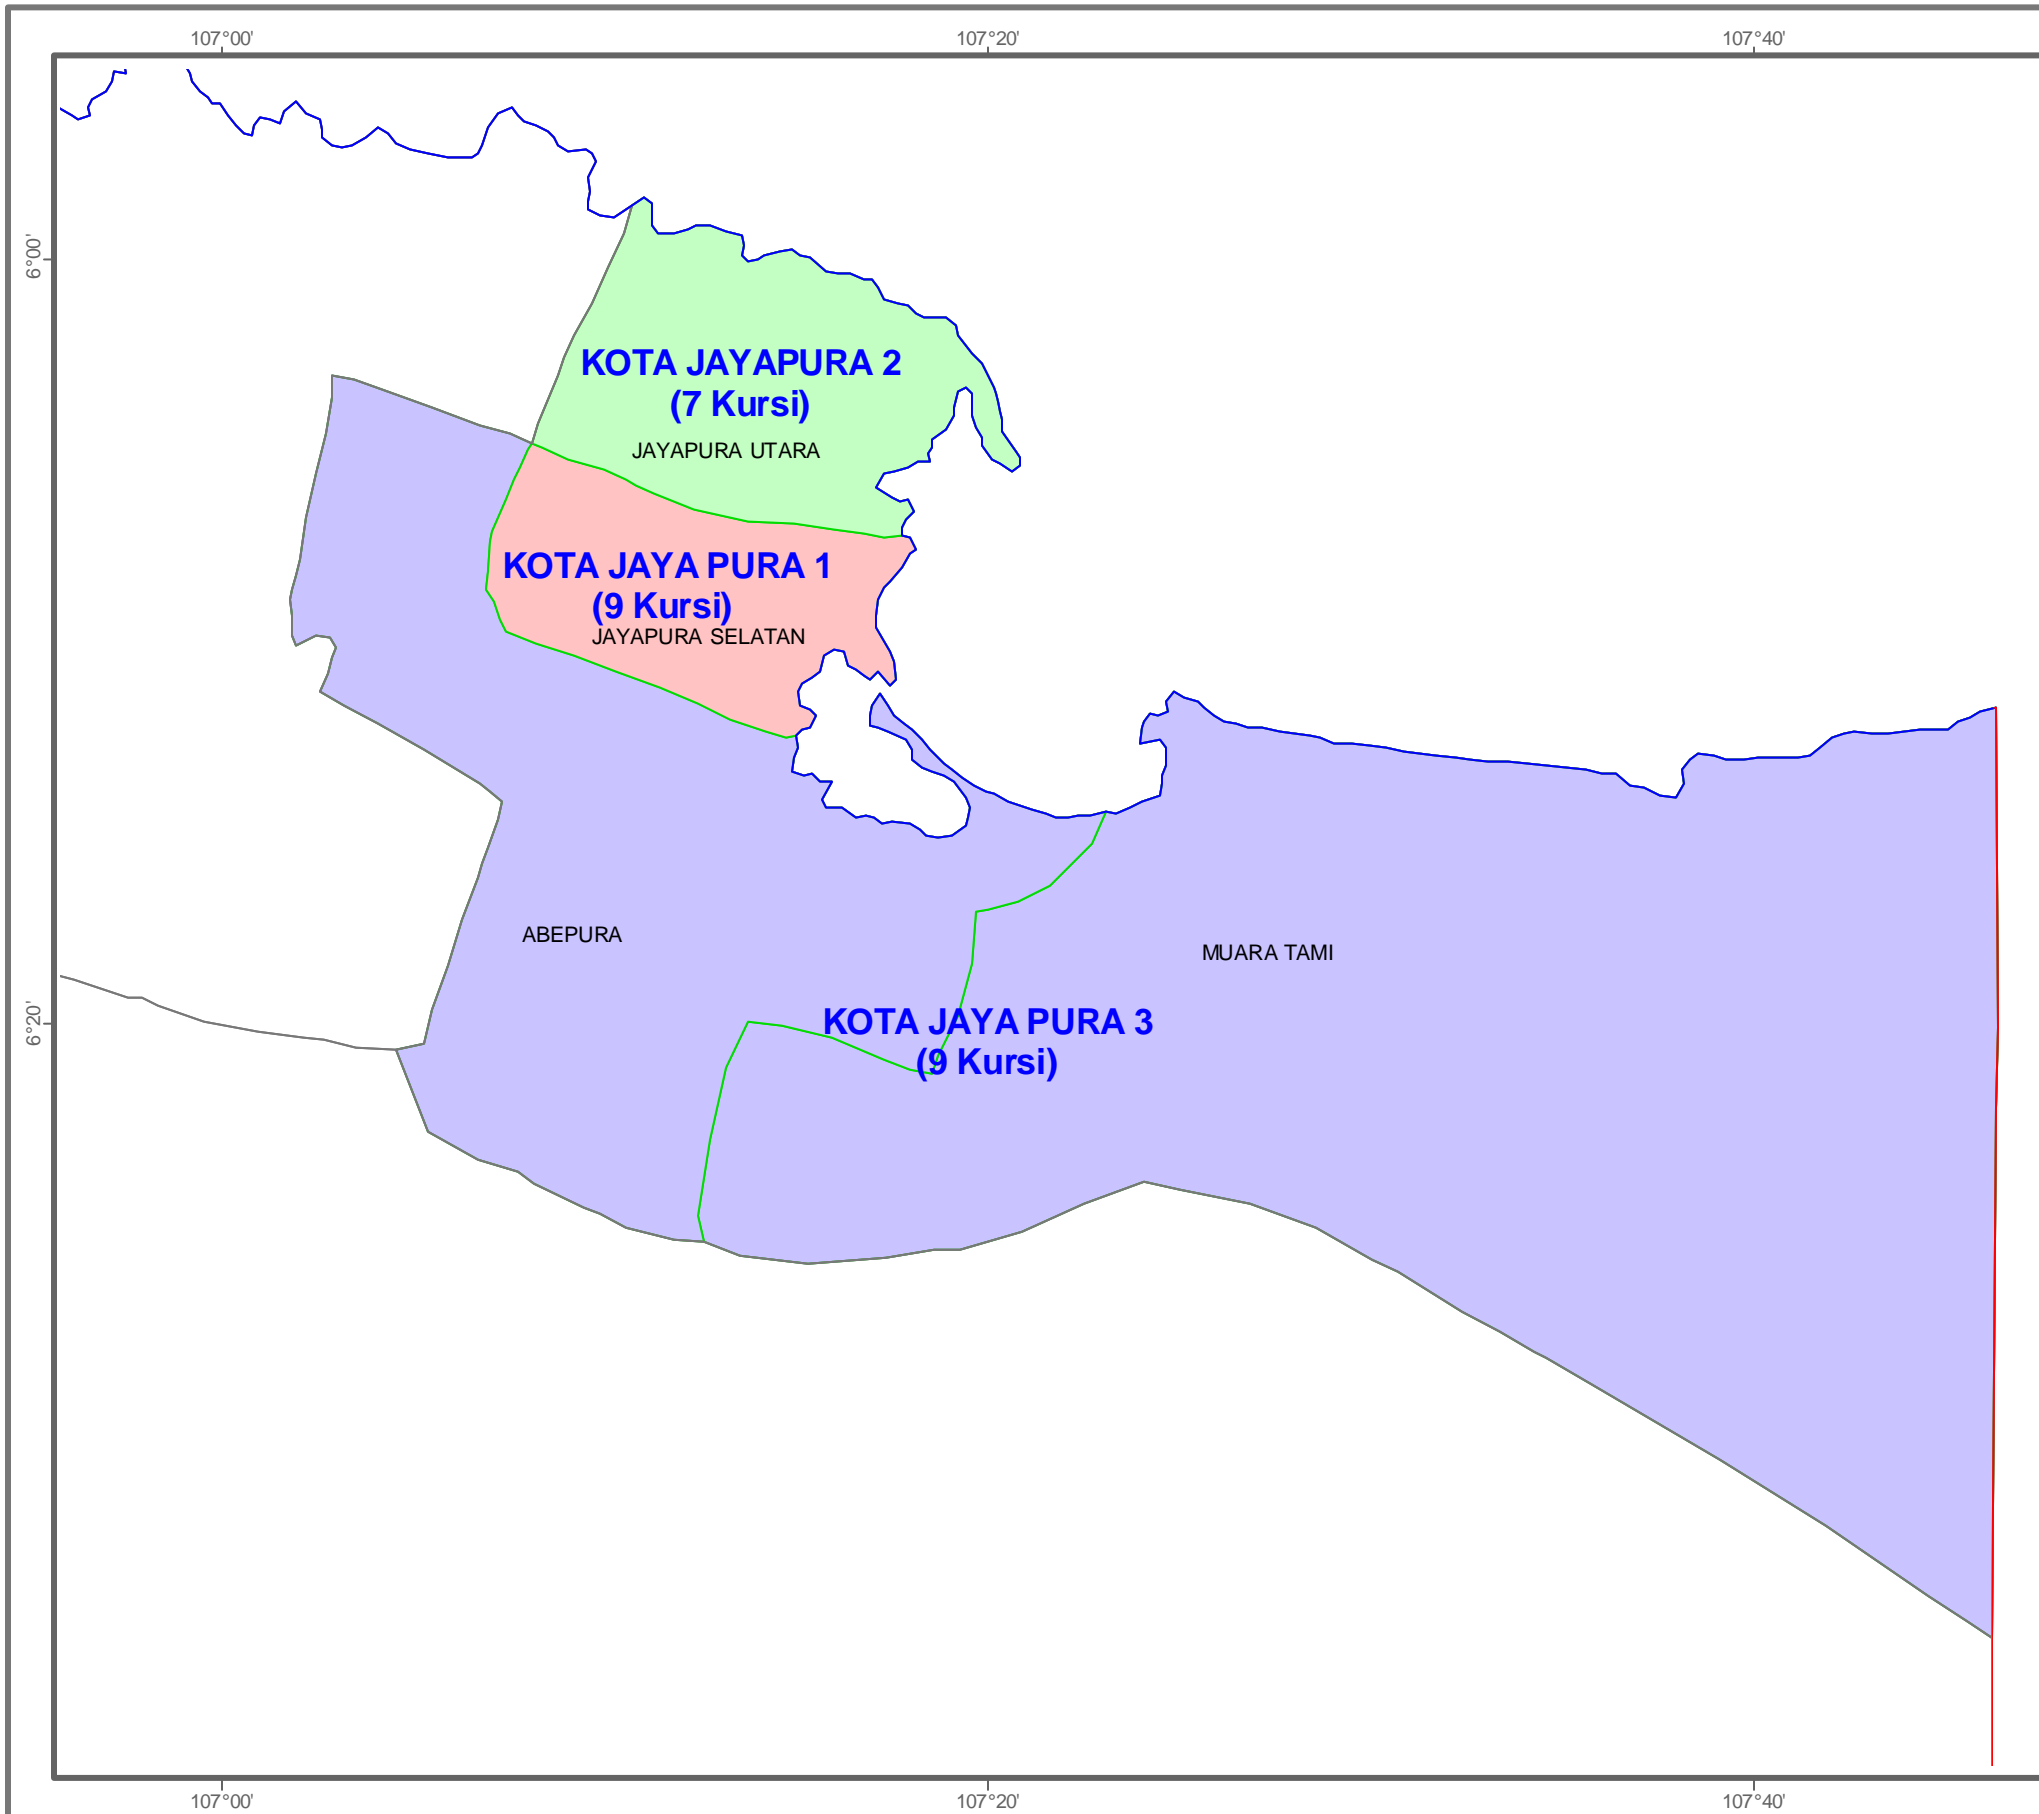 107°00'
107°20'
107°40'
6°00'
KOTA JAYAPURA 2
(7 Kursi)
JAYAPURA UTARA
KOTA JAYA PURA 1
(9 Kursi)
JAYAPURA SELATAN
ABEPURA
MUARA TAMI
6°20'
KOTA JAYA PURA 3
(9 Kursi)
107°00'
107°20'
107°40'